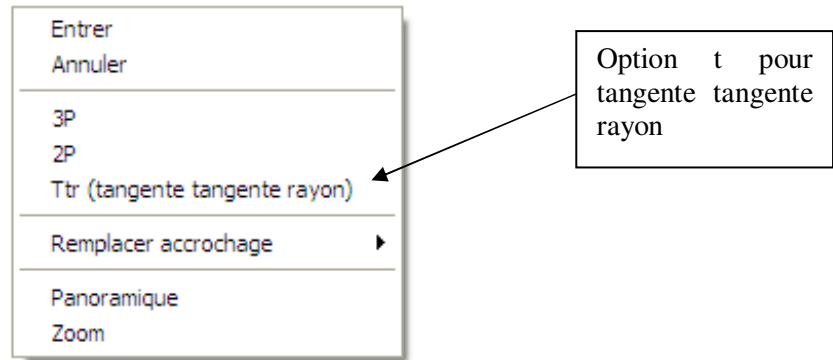 Entrer
Annuler
3P
2P
Ttr (tangente tangente rayon)
Remplacer accrochage
Panoramique
Zoom
Option t pour
tangente tangente
rayon